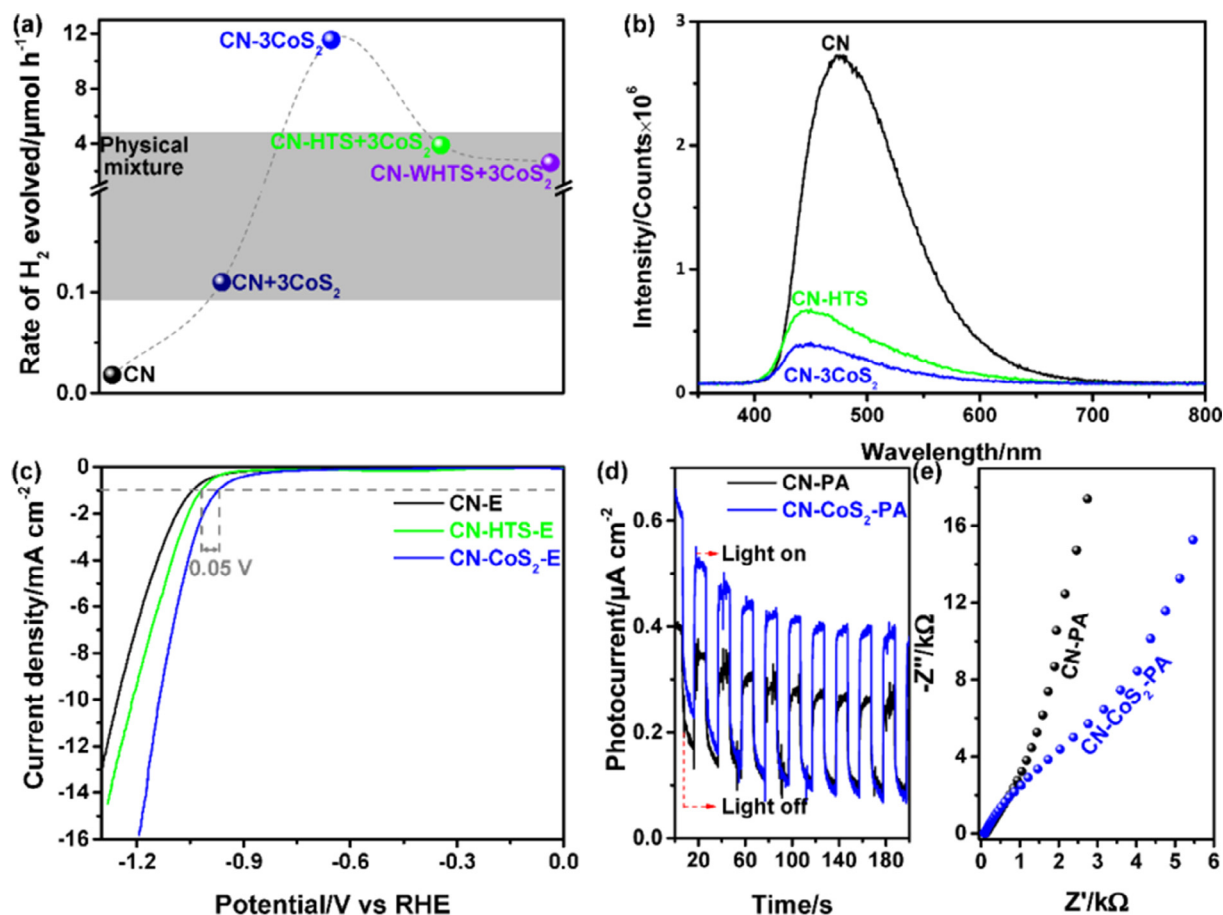 (a)
Rate of H₂ evolved/μmol h⁻¹
12
8
4
0.1
0.0
CN-3CoS₂
Physical
mixture
CN-HTS+3CoS₂
CN-WHTS+3CoS₂
CN+3CoS₂
CN
(b)
Intensity/Counts×10⁶
3
2
1
0
CN
CN-HTS
CN-3CoS₂
400 500 600 700 800
Wavelength/nm
(c)
Current density/mA cm⁻²
0
-2
-4
-6
-8
-10
-12
-14
-16
CN-E
CN-HTS-E
CN-CoS₂-E
0.05 V
-1.2 -0.9 -0.6 -0.3 0.0
Potential/V vs RHE
(d)
Photocurrent/μA cm⁻²
0.6
0.4
0.2
0.0
CN-PA
CN-CoS₂-PA
Light on
Light off
20 60 100 140 180
Time/s
(e)
-Z''/kΩ
16
12
8
4
0
CN-PA
CN-CoS₂-PA
0 1 2 3 4 5 6
Z'/kΩ